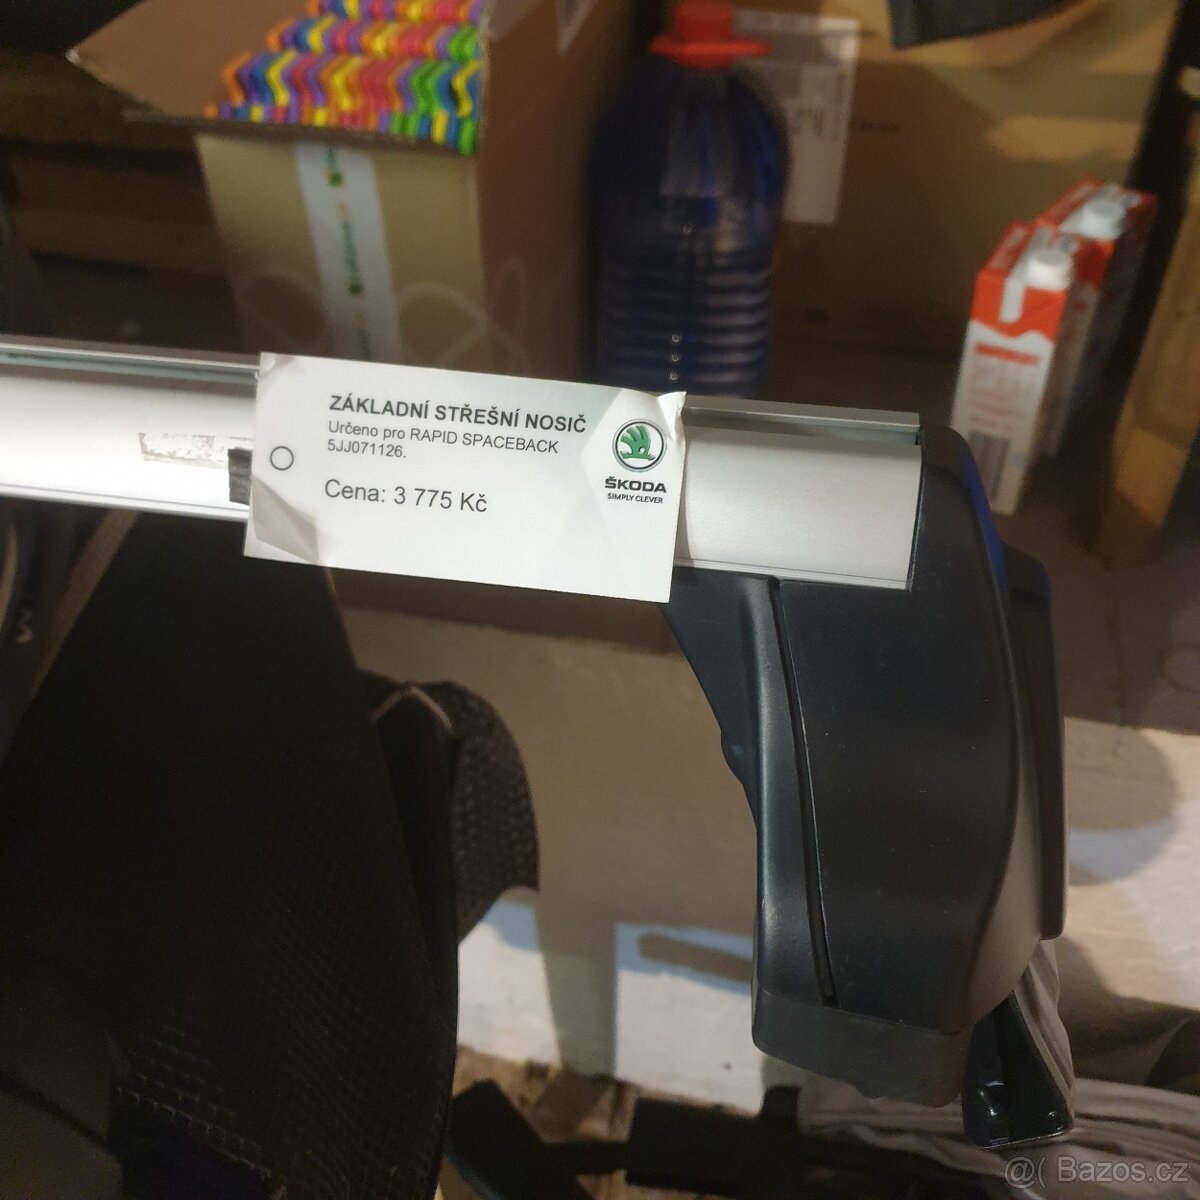 ZÁKLADNÍ STŘEŠNÍ NOSIČ
Určeno pro RAPID SPACEBACK
5JJ071126.
Cena: 3 775 Kč
ŠKODA
SIMPLY CLEVER
@( Bazos.cz